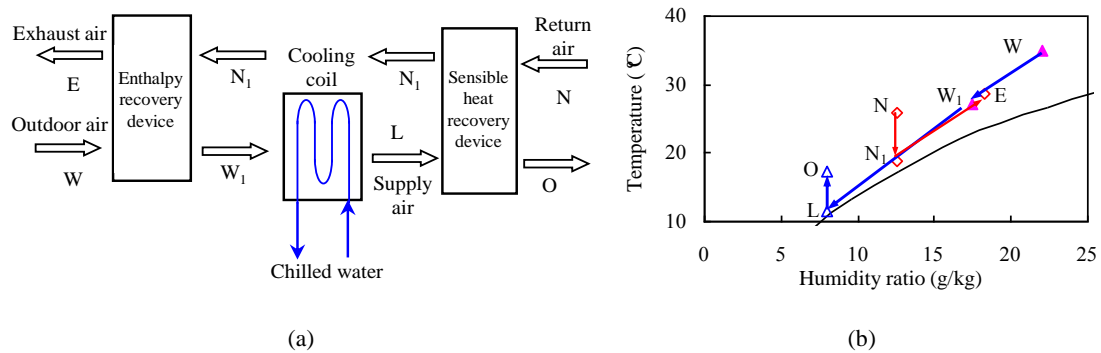 Exhaust air
E
Enthalpy
recovery
device
N1
Cooling
coil
N1
Sensible
heat
recovery
device
Return
air
N
Outdoor air
W
W1
L
Supply
air
O
Chilled water
(a)
Temperature (℃)
40
30
20
10
W
W1
E
N
N1
O
L
0
5
10
15
20
25
Humidity ratio (g/kg)
(b)